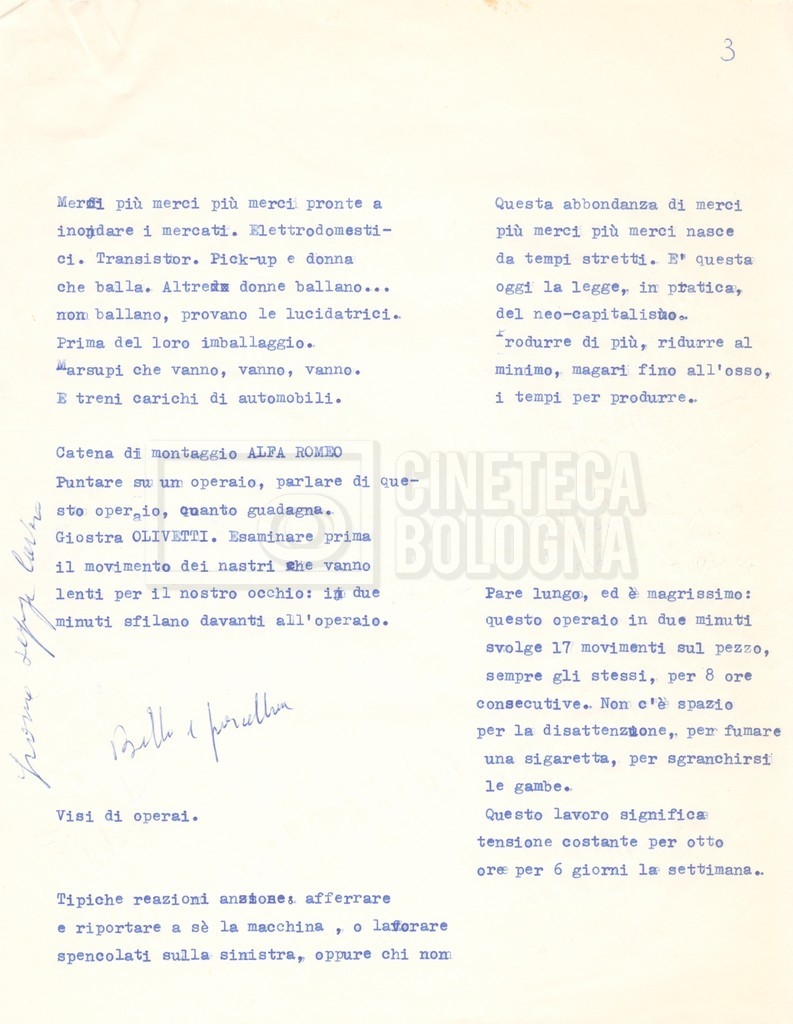 3
Merci più merci più merci pronte a
inondare i mercati. Elettrodomesti-
ci. Transistor. Pick-up e donna
che balla. Altre donne ballano...
non ballano, provano le lucidatrici.
Prima del loro imballaggio.
Marsupi che vanno, vanno, vanno.
E treni carichi di automobili.
Catena di montaggio ALFA ROMEO
Puntare su un operaio, parlare di que-
sto operaio, quanto guadagna.
Giostra OLIVETTI. Esaminare prima
il movimento dei nastri che vanno
lenti per il nostro occhio: in due
minuti sfilano davanti all'operaio.
Visi di operai.
Tipiche reazioni ansiose: afferrare
e riportare a sè la macchina , o lavorare
spencolati sulla sinistra, oppure chi non
Questa abbondanza di merci
più merci più merci nasce
da tempi stretti. E' questa
oggi la legge, in pratica,
del neo-capitalismo.
Produrre di più, ridurre al
minimo, magari fino all'osso,
i tempi per produrre.
Pare lungo, ed è magrissimo:
questo operaio in due minuti
svolge 17 movimenti sul pezzo,
sempre gli stessi, per 8 ore
consecutive. Non c'è spazio
per la disattenzione, per fumare
una sigaretta, per sgranchirsi
le gambe.
Questo lavoro significa
tensione costante per otto
ore per 6 giorni la settimana.
CINETECA
BOLOGNA